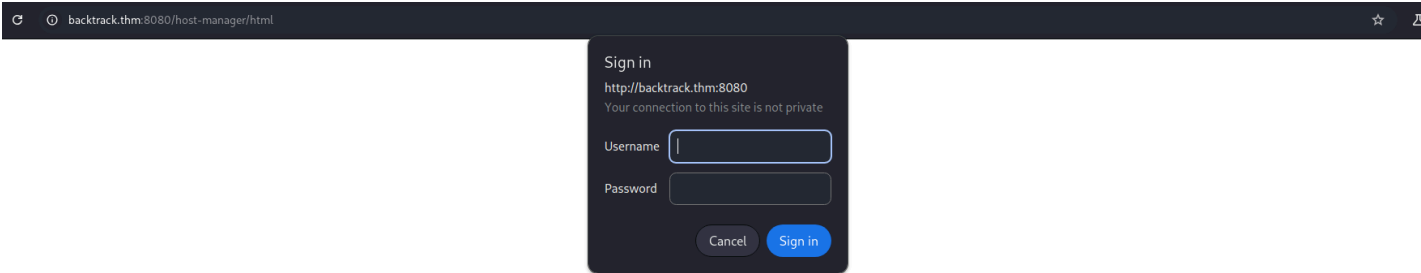 backtrack.thm:8080/host-manager/html
Sign in
http://backtrack.thm:8080
Your connection to this site is not private
Username
Password
Cancel Sign in